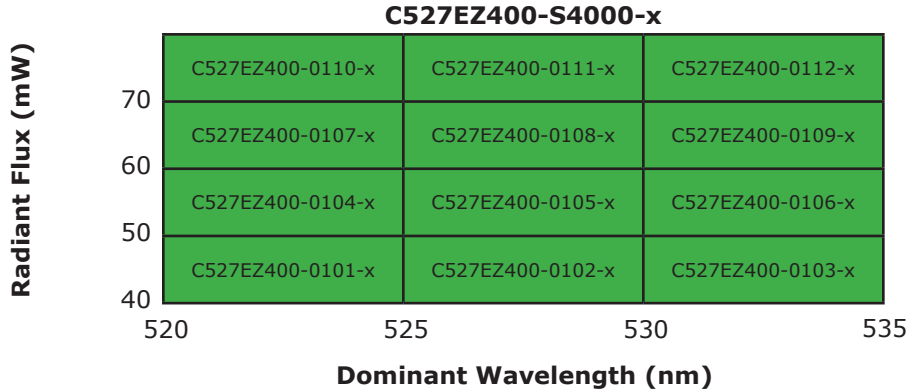 C527EZ400-S4000-x
Radiant Flux (mW)
C527EZ400-0110-x C527EZ400-0111-x C527EZ400-0112-x
70
C527EZ400-0107-x C527EZ400-0108-x C527EZ400-0109-x
60
C527EZ400-0104-x C527EZ400-0105-x C527EZ400-0106-x
50
C527EZ400-0101-x C527EZ400-0102-x C527EZ400-0103-x
40
520 525 530 535
Dominant Wavelength (nm)